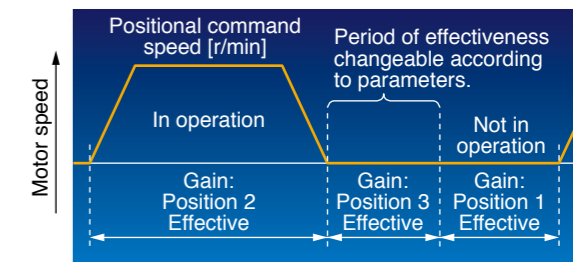 Positional command
speed [r/min]
Period of effectiveness
changeable according
to parameters.
Motor speed
In operation
Not in
operation
Gain:
Position 2
Effective
Gain:
Position 3
Effective
Gain:
Position 1
Effective